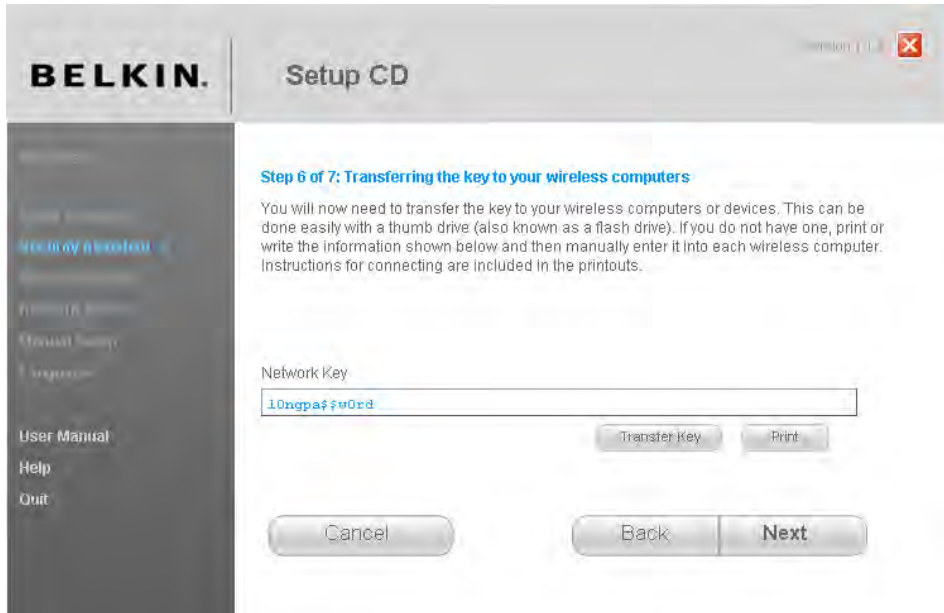 BELKIN.
Setup CD
Security Assistant
Manual Setup
User Manual
Help
Quit
Step 6 of 7: Transferring the key to your wireless computers
You will now need to transfer the key to your wireless computers or devices. This can be
done easily with a thumb drive (also known as a flash drive). If you do not have one, print or
write the information shown below and then manually enter it into each wireless computer.
Instructions for connecting are included in the printouts.
Network Key
l0ngpa$$w0rd
Transfer Key
Print
Cancel
Back
Next